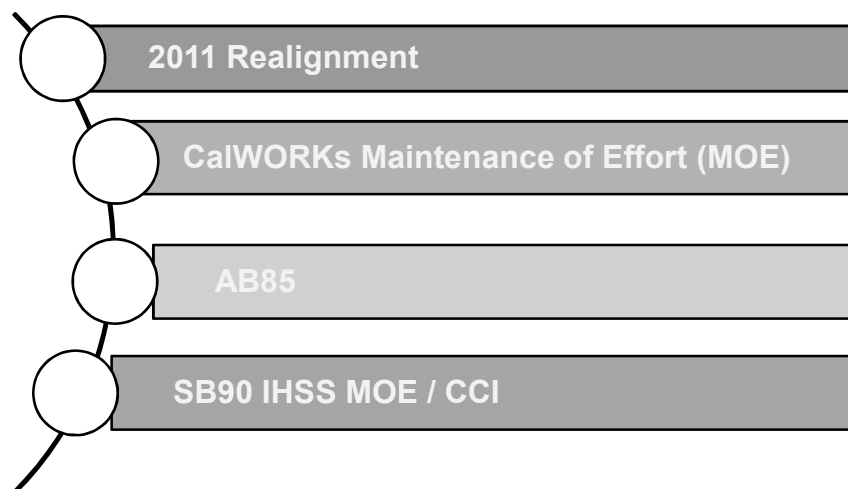 2011 Realignment
CalWORKs Maintenance of Effort (MOE)
AB85
SB90 IHSS MOE / CCI